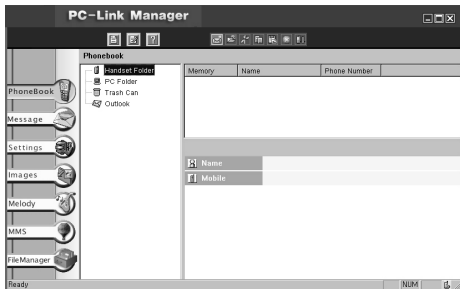 PC-Link Manager
Phonebook
Handset Folder
PC Folder
Trash Can
Outlook
Memory Name Phone Number
PhoneBook
Message
Settings
Images
Melody
MMS
FileManager
Name
Mobile
Ready NUM